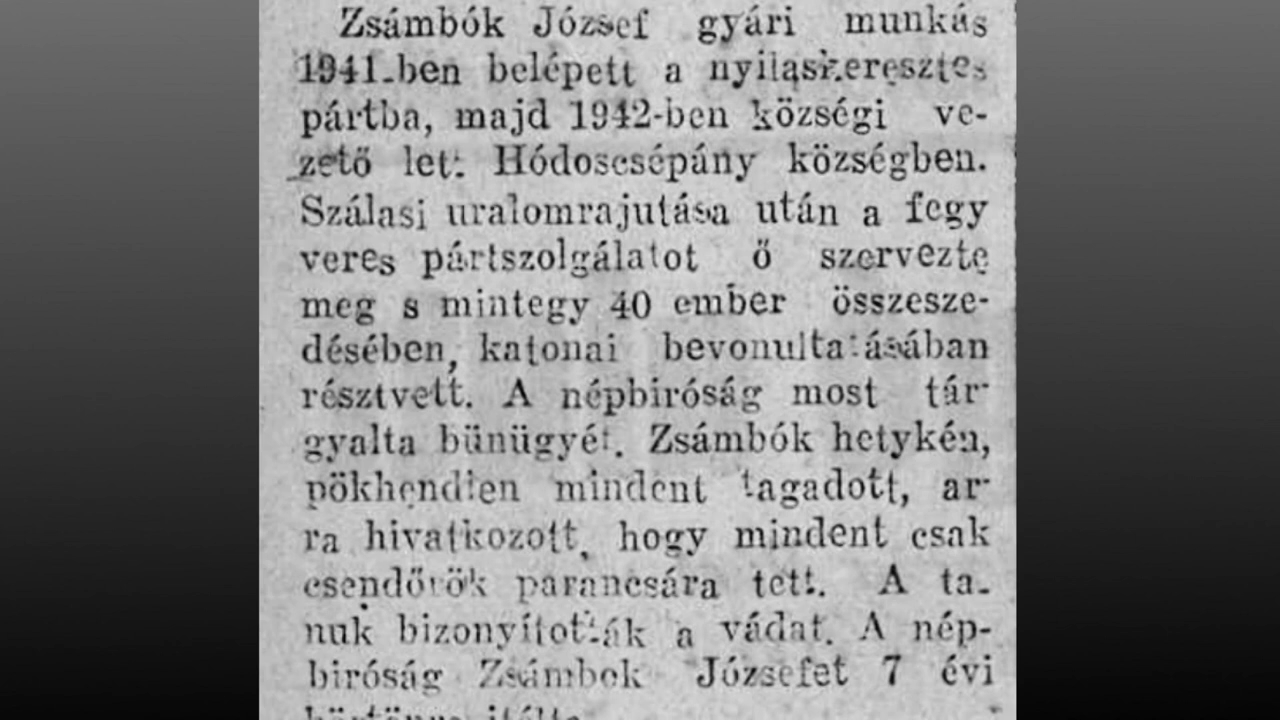 Zsámbók József gyári munkás
1941-ben belépett a nyilaskeresztes
pártba, majd 1942-ben községi ve-
zető lett Hódoscsépány községben.
Szálasi uralomrajutása után a fegy
veres pártszolgálatot ő szervezte
meg s mintegy 40 ember összesze-
désében, katonai bevonultatásában
résztvett. A népbiróság most tár-
gyalta bünügyét. Zsámbók hetykén,
pökhendien mindent tagadott, ar-
ra hivatkozott, hogy mindent csak
csendőrök parancsára tett. A ta-
nuk bizonyították a vádat. A nép-
biróság Zsámbok Józsefet 7 évi